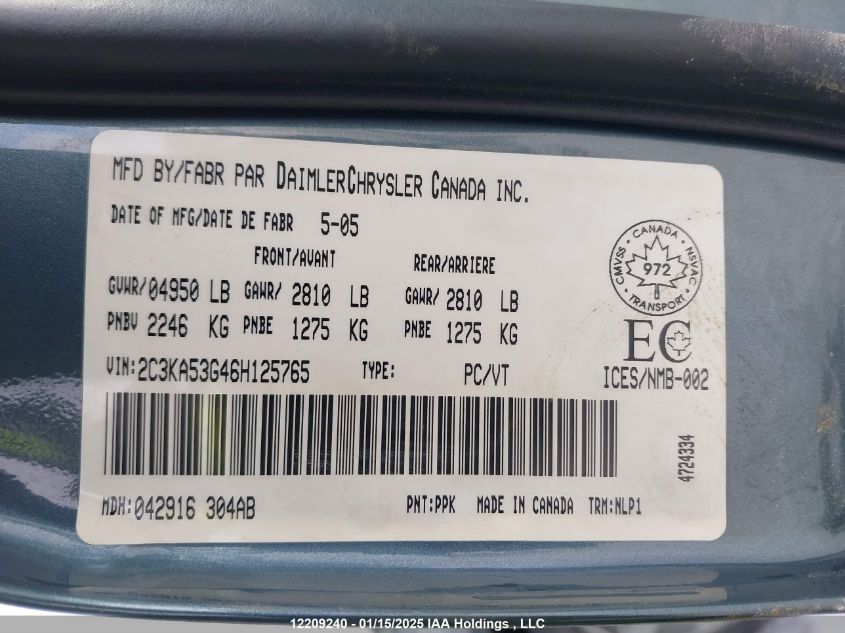 MFD BY/FABR PAR DAIMLERCHRYSLER CANADA INC.
DATE OF MFG/DATE DE FABR 5-05
FRONT/AVANT REAR/ARRIERE
GVWR/04950 LB GAWR/ 2810 LB GAWR/ 2810 LB
PNBV 2246 KG PNBE 1275 KG PNBE 1275 KG
CMVSS • CANADA • NSVAC • TRANSPORT •
972
EC
VIN:2C3KA53G46H125765 TYPE: PC/VT ICES/NMB-002
4724334
MDH:042916 304AB PNT:PPK MADE IN CANADA TRM:NLP1
12209240 - 01/15/2025 IAA Holdings , LLC